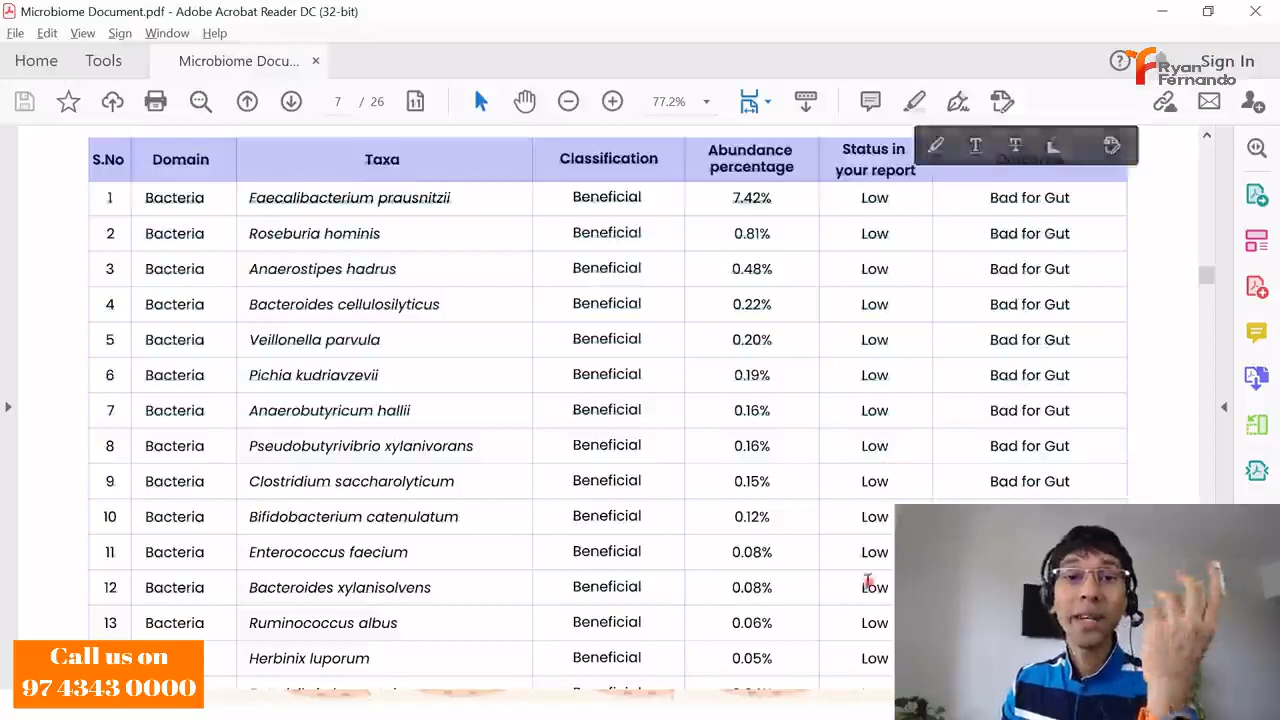 Microbiome Document.pdf - Adobe Acrobat Reader DC (32-bit)
File Edit View Sign Window Help
Home Tools Microbiome Docu... × Sign In
Ryan
Fernando
7 / 26 77.2%
S.No Domain Taxa Classification Abundance percentage Status in your report
1 Bacteria Faecalibacterium prausnitzii Beneficial 7.42% Low Bad for Gut
2 Bacteria Roseburia hominis Beneficial 0.81% Low Bad for Gut
3 Bacteria Anaerostipes hadrus Beneficial 0.48% Low Bad for Gut
4 Bacteria Bacteroides cellulosilyticus Beneficial 0.22% Low Bad for Gut
5 Bacteria Veillonella parvula Beneficial 0.20% Low Bad for Gut
6 Bacteria Pichia kudriavzevii Beneficial 0.19% Low Bad for Gut
7 Bacteria Anaerobutyricum hallii Beneficial 0.16% Low Bad for Gut
8 Bacteria Pseudobutyrivibrio xylanivorans Beneficial 0.16% Low Bad for Gut
9 Bacteria Clostridium saccharolyticum Beneficial 0.15% Low Bad for Gut
10 Bacteria Bifidobacterium catenulatum Beneficial 0.12% Low
11 Bacteria Enterococcus faecium Beneficial 0.08% Low
12 Bacteria Bacteroides xylanisolvens Beneficial 0.08% Low
13 Bacteria Ruminococcus albus Beneficial 0.06% Low
Herbinix luporum Beneficial 0.05% Low
Call us on
97 4343 0000